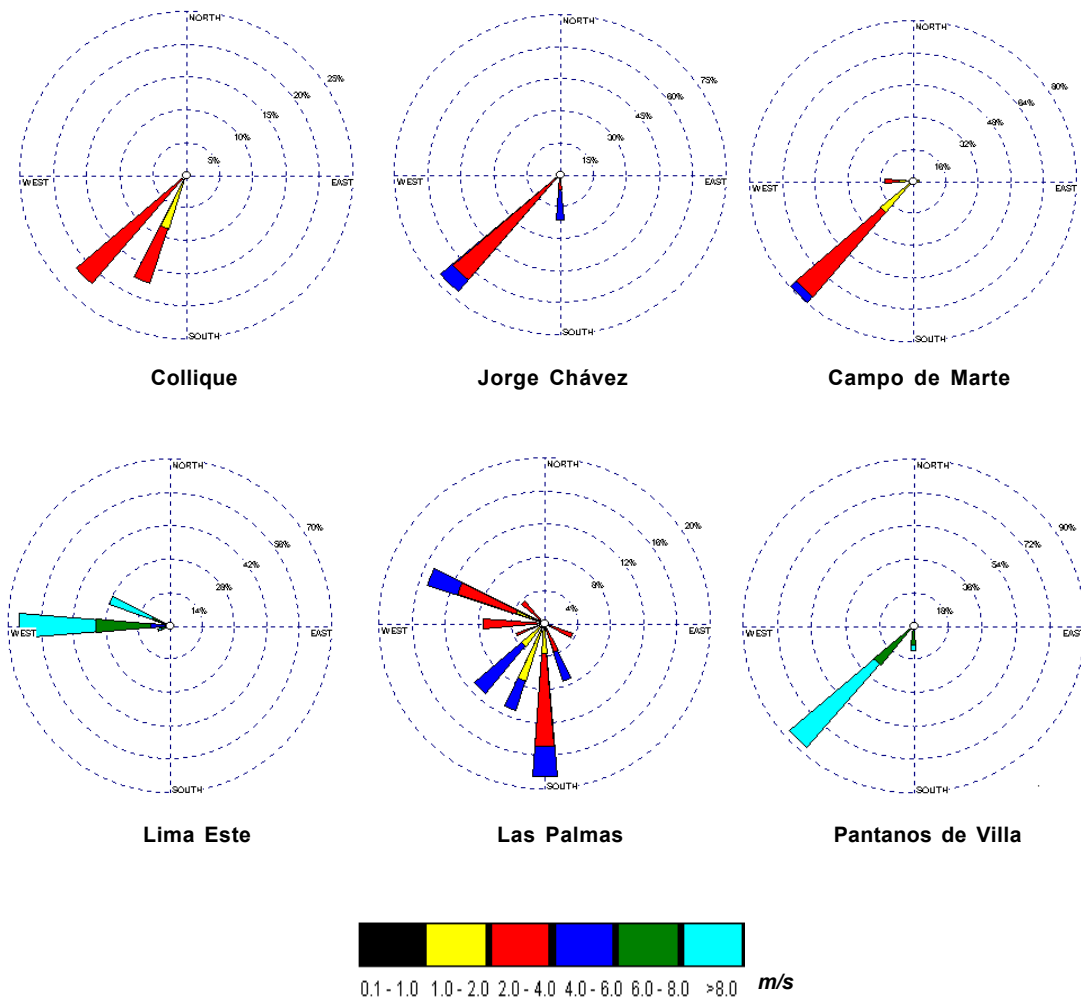 NORTH
25%
20%
15%
10%
5%
WEST
EAST
SOUTH
Collique
NORTH
75%
60%
45%
30%
15%
WEST
EAST
SOUTH
Jorge Chávez
NORTH
80%
64%
48%
32%
16%
WEST
EAST
SOUTH
Campo de Marte
NORTH
70%
56%
42%
28%
14%
WEST
EAST
SOUTH
Lima Este
NORTH
20%
16%
12%
8%
4%
WEST
EAST
SOUTH
Las Palmas
NORTH
90%
72%
54%
36%
18%
WEST
EAST
SOUTH
Pantanos de Villa
0.1 - 1.0 1.0 - 2.0 2.0 - 4.0 4.0 - 6.0 6.0 - 8.0 >8.0 m/s